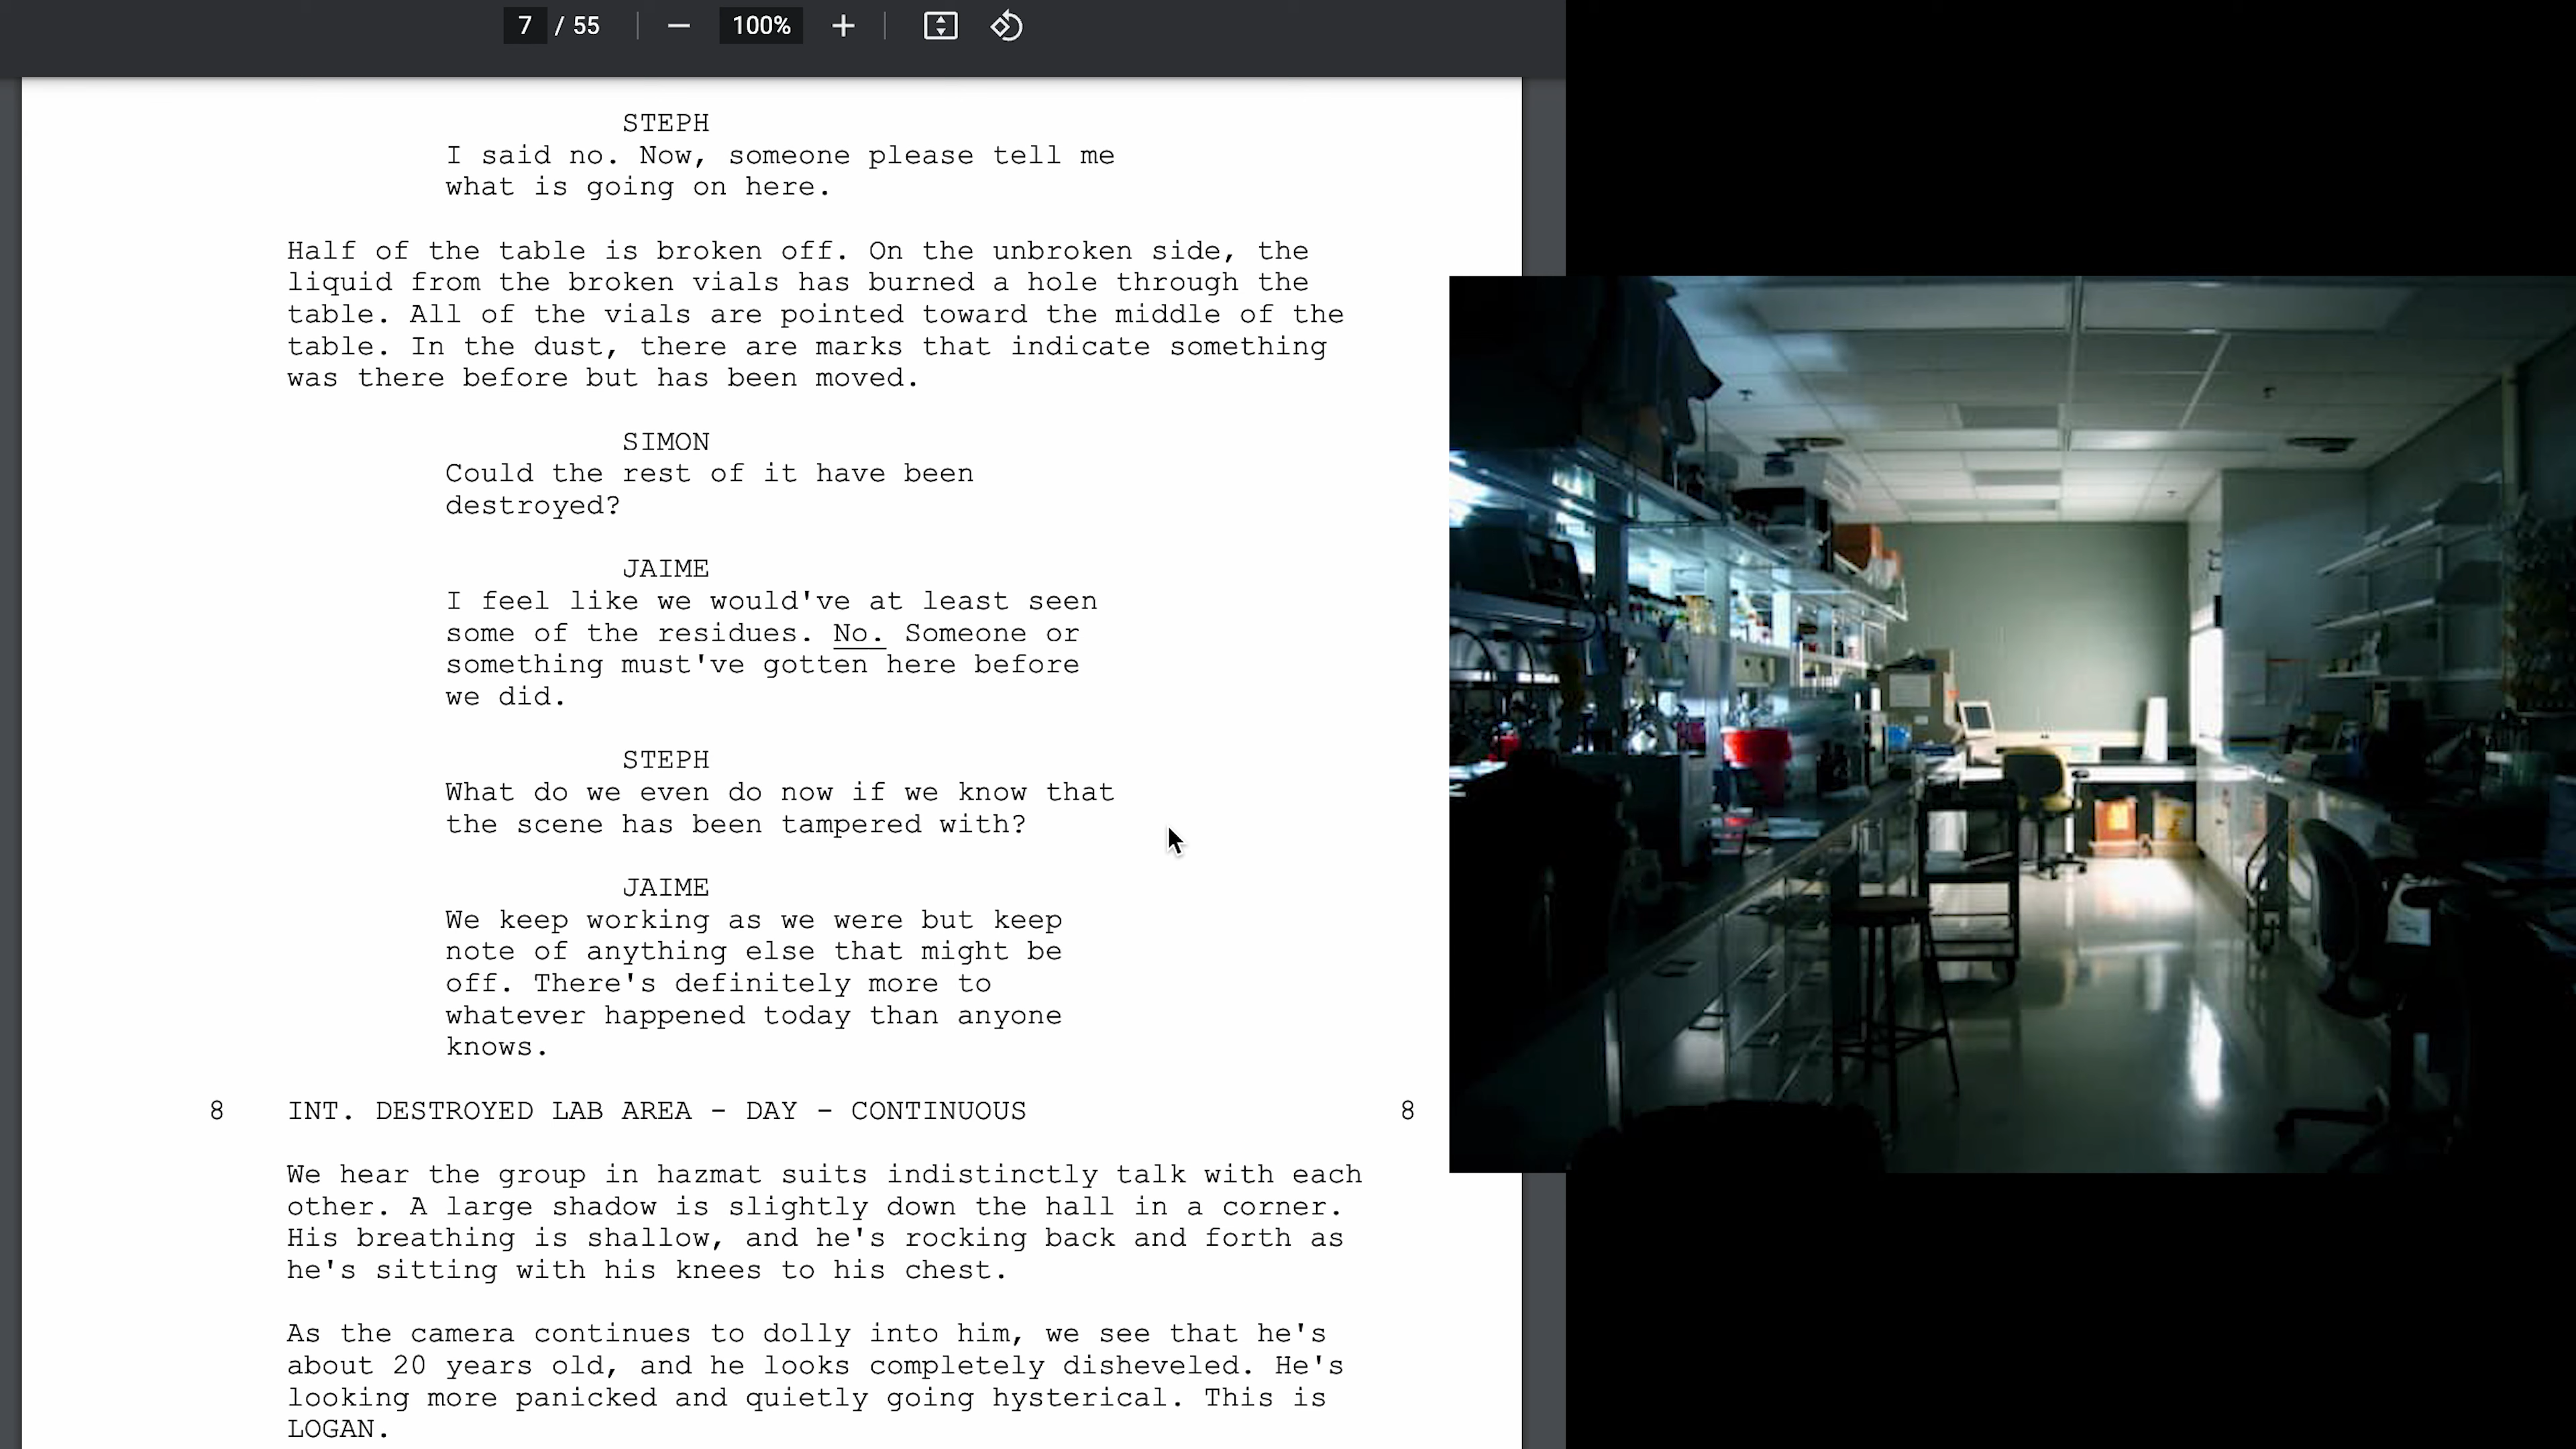 7 / 55 — 100% +
STEPH
I said no. Now, someone please tell me
what is going on here.
Half of the table is broken off. On the unbroken side, the
liquid from the broken vials has burned a hole through the
table. All of the vials are pointed toward the middle of the
table. In the dust, there are marks that indicate something
was there before but has been moved.
SIMON
Could the rest of it have been
destroyed?
JAIME
I feel like we would've at least seen
some of the residues. No. Someone or
something must've gotten here before
we did.
STEPH
What do we even do now if we know that
the scene has been tampered with?
JAIME
We keep working as we were but keep
note of anything else that might be
off. There's definitely more to
whatever happened today than anyone
knows.
8 INT. DESTROYED LAB AREA - DAY - CONTINUOUS 8
We hear the group in hazmat suits indistinctly talk with each
other. A large shadow is slightly down the hall in a corner.
His breathing is shallow, and he's rocking back and forth as
he's sitting with his knees to his chest.
As the camera continues to dolly into him, we see that he's
about 20 years old, and he looks completely disheveled. He's
looking more panicked and quietly going hysterical. This is
LOGAN.